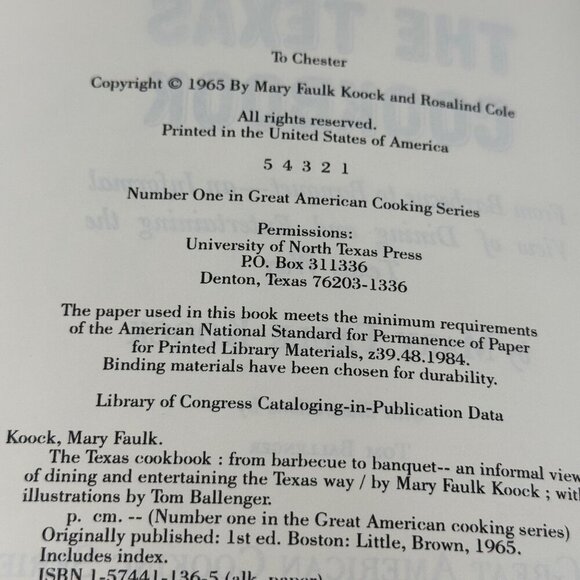 To Chester
Copyright © 1965 By Mary Faulk Koock and Rosalind Cole
All rights reserved.
Printed in the United States of America
5 4 3 2 1
Number One in Great American Cooking Series
Permissions:
University of North Texas Press
P.O. Box 311336
Denton, Texas 76203-1336
The paper used in this book meets the minimum requirements
of the American National Standard for Permanence of Paper
for Printed Library Materials, z39.48.1984.
Binding materials have been chosen for durability.
Library of Congress Cataloging-in-Publication Data
Koock, Mary Faulk.
The Texas cookbook : from barbecue to banquet-- an informal view
of dining and entertaining the Texas way / by Mary Faulk Koock ; with
illustrations by Tom Ballenger.
p. cm. -- (Number one in the Great American cooking series)
Originally published: 1st ed. Boston: Little, Brown, 1965.
Includes index.
ISBN 1-57441-136-5 (alk. paper)